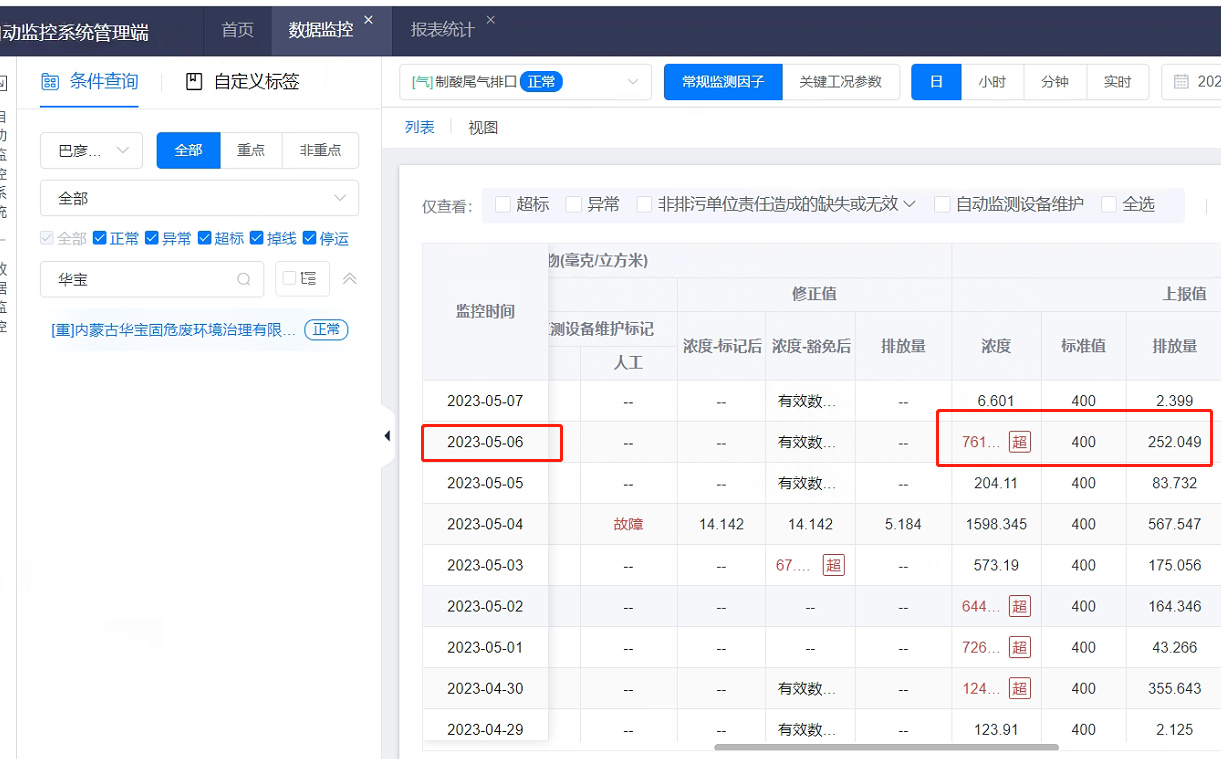 动监控系统管理端 首页 数据监控 × 报表统计 ×
条件查询 自定义标签
[气]制酸尾气排口 正常 常规监测因子 关键工况参数 日 小时 分钟 实时 202
列表 视图
巴彦... 全部 重点 非重点
全部
全部 正常 异常 超标 掉线 停运
华宝
[重]内蒙古华宝固危废环境治理有限... 正常
动监控系统一数据监控
仅查看: 超标 异常 非排污单位责任造成的缺失或无效 自动监测设备维护 全选
物(毫克/立方米)
监控时间 修正值 上报值
测设备维护标记
人工 浓度-标记后 浓度-豁免后 排放量 浓度 标准值 排放量
2023-05-07 -- -- 有效数... -- 6.601 400 2.399
2023-05-06 -- -- 有效数... -- 761... 超 400 252.049
2023-05-05 -- -- 有效数... -- 204.11 400 83.732
2023-05-04 故障 14.142 14.142 5.184 1598.345 400 567.547
2023-05-03 -- -- 67.... 超 -- 573.19 400 175.056
2023-05-02 -- -- -- -- 644... 超 400 164.346
2023-05-01 -- -- -- -- 726... 超 400 43.266
2023-04-30 -- -- 有效数... -- 124... 超 400 355.643
2023-04-29 -- -- 有效数... -- 123.91 400 2.125